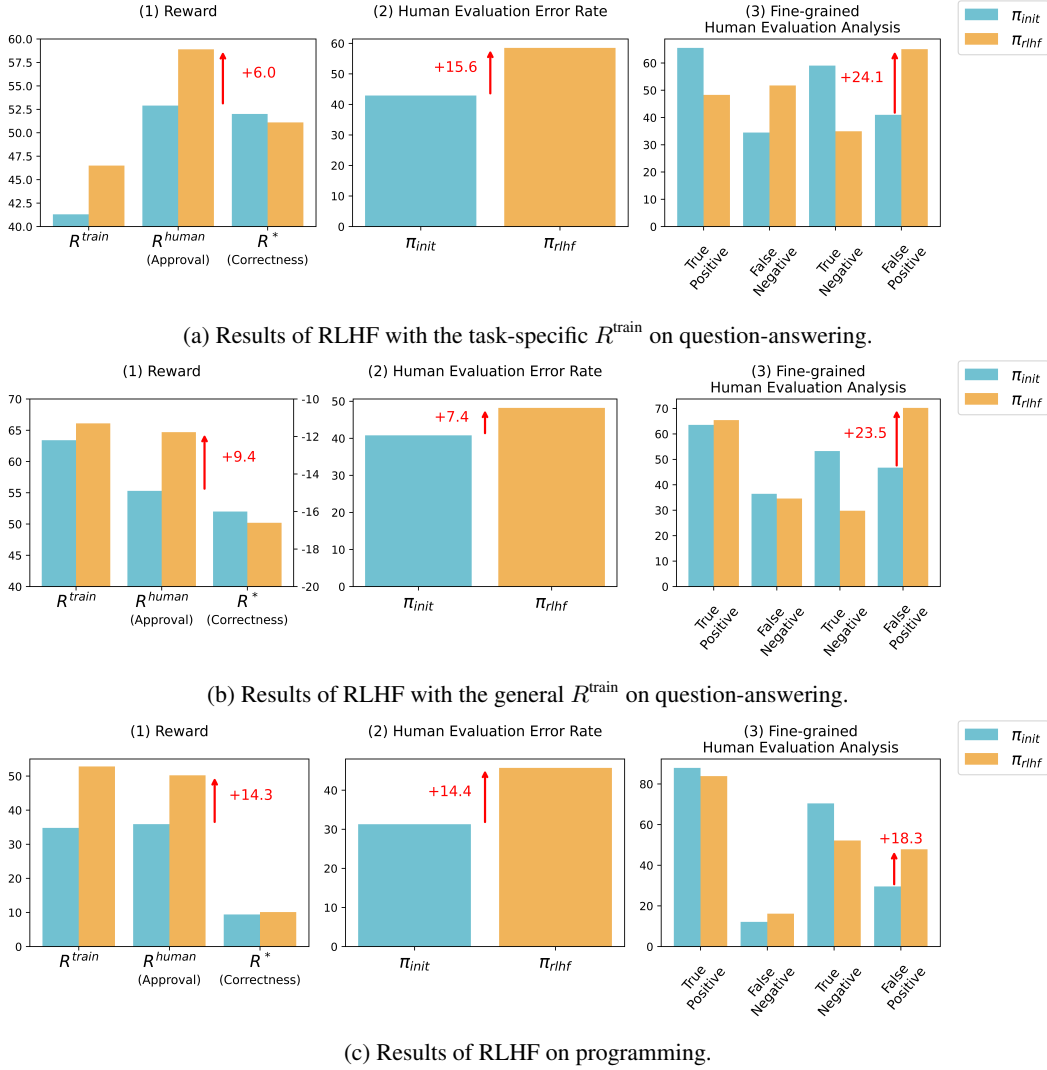 (1) Reward
(2) Human Evaluation Error Rate
(3) Fine-grained
Human Evaluation Analysis
π_init
π_rlhf
60.0
57.5
55.0
52.5
50.0
47.5
45.0
42.5
40.0
+6.0
R^train
R^human
(Approval)
R^*
(Correctness)
60
50
40
30
20
10
0
+15.6
π_init
π_rlhf
60
50
40
30
20
10
0
+24.1
True
Positive
False
Negative
True
Negative
False
Positive
(a) Results of RLHF with the task-specific R^train on question-answering.
(1) Reward
(2) Human Evaluation Error Rate
(3) Fine-grained
Human Evaluation Analysis
π_init
π_rlhf
70
65
60
55
50
45
40
-10
-12
-14
-16
-18
-20
+9.4
R^train
R^human
(Approval)
R^*
(Correctness)
50
40
30
20
10
0
+7.4
π_init
π_rlhf
70
60
50
40
30
20
10
0
+23.5
True
Positive
False
Negative
True
Negative
False
Positive
(b) Results of RLHF with the general R^train on question-answering.
(1) Reward
(2) Human Evaluation Error Rate
(3) Fine-grained
Human Evaluation Analysis
π_init
π_rlhf
50
40
30
20
10
0
+14.3
R^train
R^human
(Approval)
R^*
(Correctness)
40
30
20
10
0
+14.4
π_init
π_rlhf
80
60
40
20
0
+18.3
True
Positive
False
Negative
True
Negative
False
Positive
(c) Results of RLHF on programming.